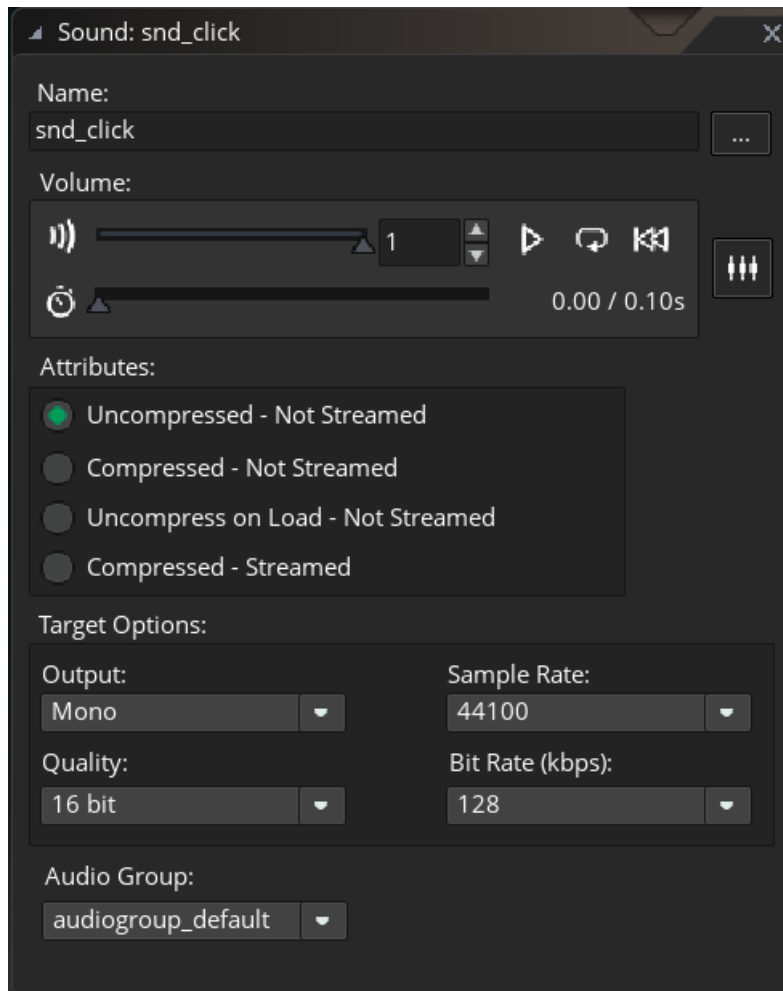 Sound: snd_click
Name:
snd_click
...
Volume:
1
0.00 / 0.10s
Attributes:
Uncompressed - Not Streamed
Compressed - Not Streamed
Uncompress on Load - Not Streamed
Compressed - Streamed
Target Options:
Output:
Sample Rate:
Mono
44100
Quality:
Bit Rate (kbps):
16 bit
128
Audio Group:
audiogroup_default